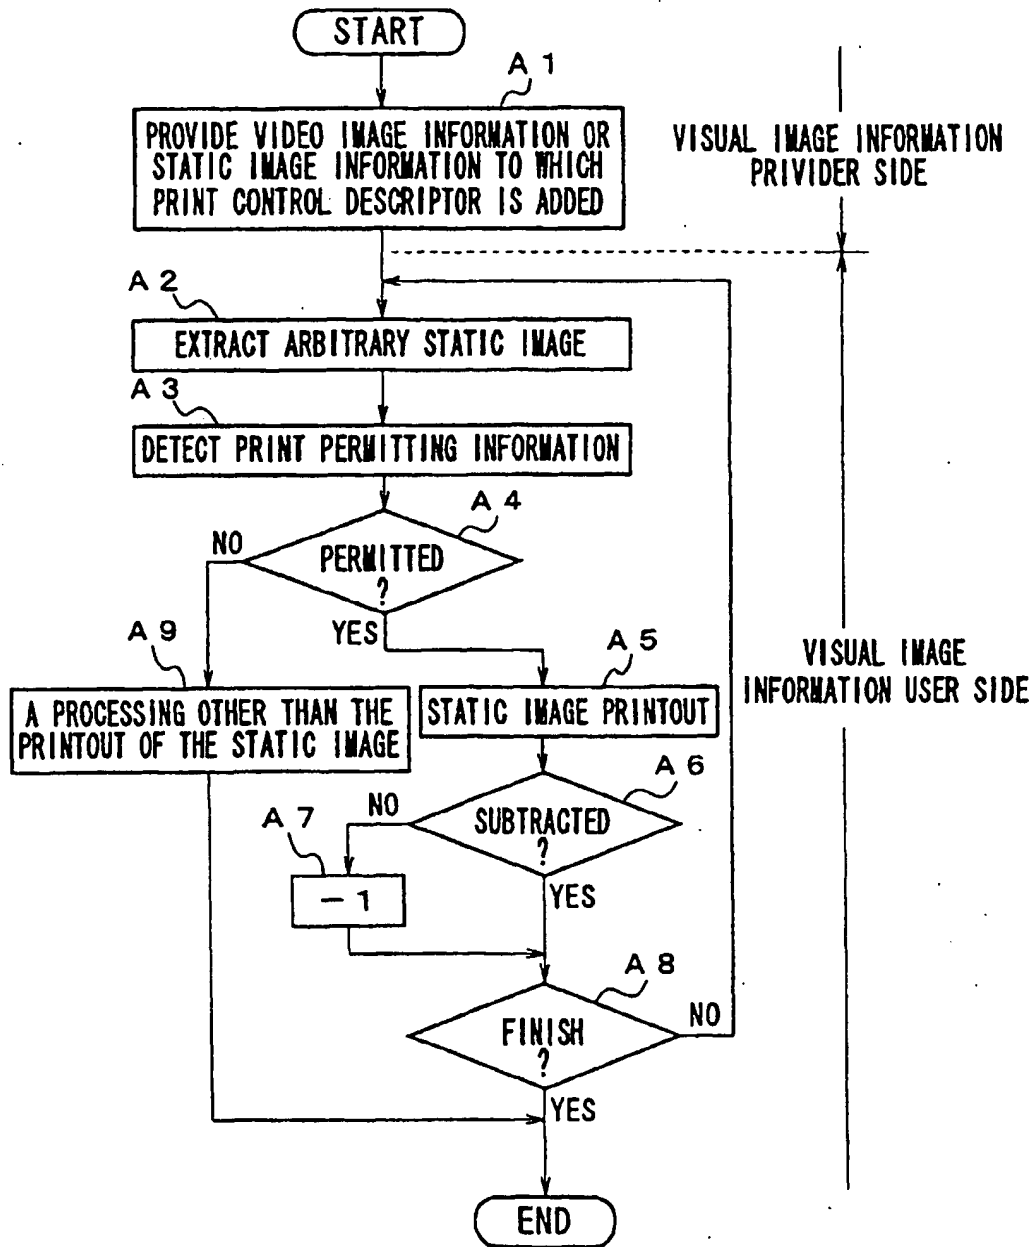 START
A 1
PROVIDE VIDEO IMAGE INFORMATION OR
STATIC IMAGE INFORMATION TO WHICH
PRINT CONTROL DESCRIPTOR IS ADDED
VISUAL IMAGE INFORMATION
PRIVIDER SIDE
A 2
EXTRACT ARBITRARY STATIC IMAGE
A 3
DETECT PRINT PERMITTING INFORMATION
A 4
NO
PERMITTED
?
YES
A 9
A PROCESSING OTHER THAN THE
PRINTOUT OF THE STATIC IMAGE
A 5
STATIC IMAGE PRINTOUT
VISUAL IMAGE
INFORMATION USER SIDE
A 6
NO
SUBTRACTED
?
A 7
- 1
YES
A 8
NO
FINISH
?
YES
END